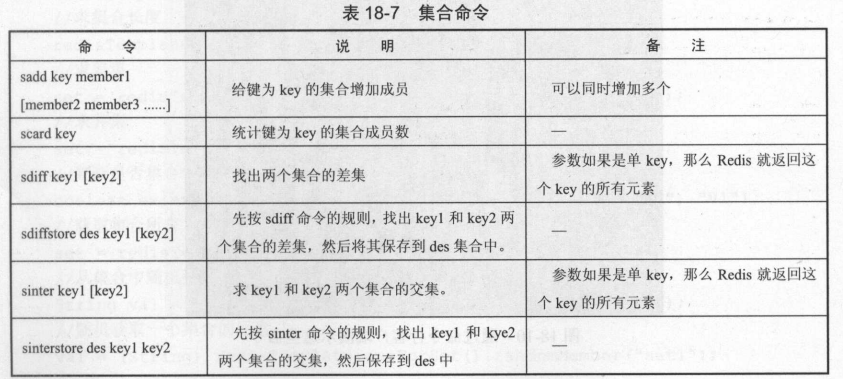 表 18-7 集合命令
命 令 说 明 备 注
sadd key member1
[member2 member3 ......]
给键为 key 的集合增加成员
可以同时增加多个
scard key
统计键为 key 的集合成员数
—
sdiff key1 [key2]
找出两个集合的差集
参数如果是单 key，那么 Redis 就返回这
个 key 的所有元素
sdiffstore des key1 [key2]
先按 sdiff 命令的规则，找出 key1 和 key2 两
个集合的差集，然后将其保存到 des 集合中。
—
sinter key1 [key2]
求 key1 和 key2 两个集合的交集。
参数如果是单 key，那么 Redis 就返回这
个 key 的所有元素
sinterstore des key1 key2
先按 sinter 命令的规则，找出 key1 和 kye2
两个集合的交集，然后保存到 des 中
—